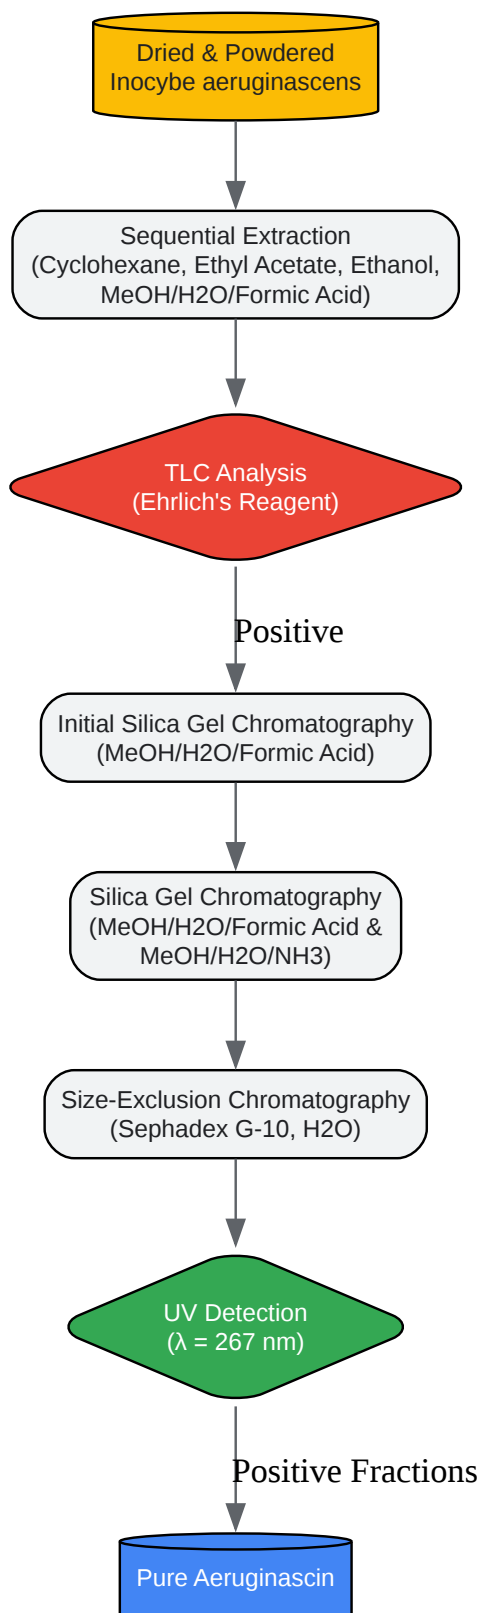 Dried & Powdered
Inocybe aeruginascens
Sequential Extraction
(Cyclohexane, Ethyl Acetate, Ethanol,
MeOH/H2O/Formic Acid)
TLC Analysis
(Ehrlich's Reagent)
Positive
Initial Silica Gel Chromatography
(MeOH/H2O/Formic Acid)
Silica Gel Chromatography
(MeOH/H2O/Formic Acid &
MeOH/H2O/NH3)
Size-Exclusion Chromatography
(Sephadex G-10, H2O)
UV Detection
(λ = 267 nm)
Positive Fractions
Pure Aeruginascin